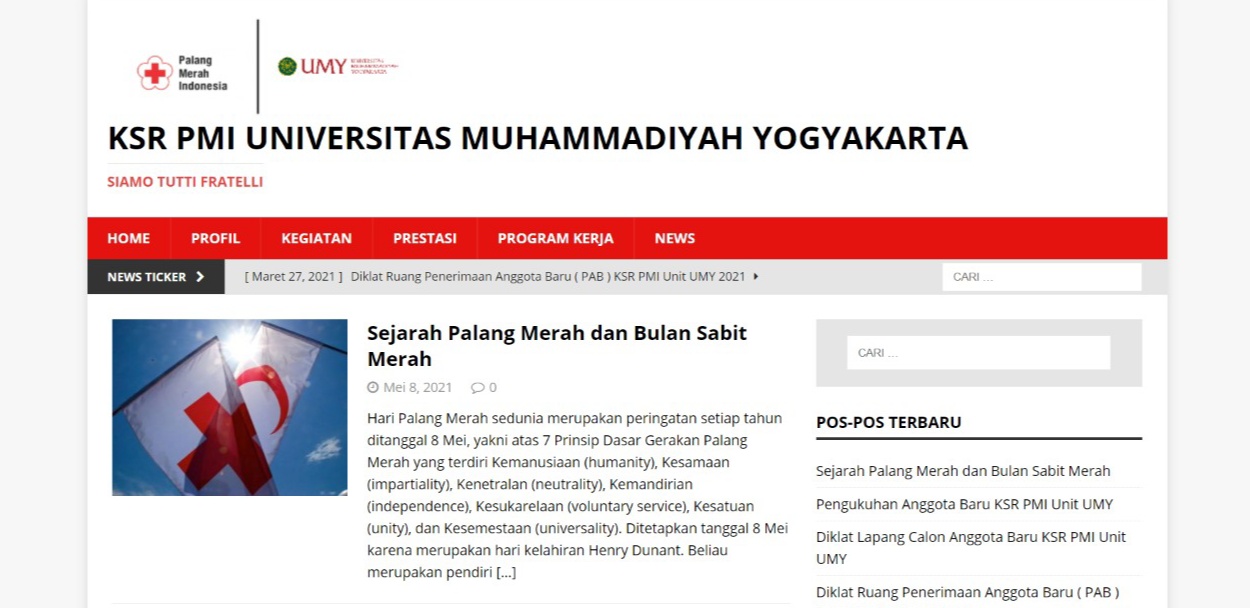 Palang
Merah
Indonesia
UMY
UNIVERSITAS
MUHAMMADIYAH
YOGYAKARTA
KSR PMI UNIVERSITAS MUHAMMADIYAH YOGYAKARTA
SIAMO TUTTI FRATELLI
HOME PROFIL KEGIATAN PRESTASI PROGRAM KERJA NEWS
NEWS TICKER [ Maret 27, 2021 ] Diklat Ruang Penerimaan Anggota Baru ( PAB ) KSR PMI Unit UMY 2021 CARI ...
Sejarah Palang Merah dan Bulan Sabit
Merah
Mei 8, 2021 0
Hari Palang Merah sedunia merupakan peringatan setiap tahun
ditanggal 8 Mei, yakni atas 7 Prinsip Dasar Gerakan Palang
Merah yang terdiri Kemanusiaan (humanity), Kesamaan
(impartiality), Kenetralan (neutrality), Kemandirian
(independence), Kesukarelaan (voluntary service), Kesatuan
(unity), dan Kesemestaan (universality). Ditetapkan tanggal 8 Mei
karena merupakan hari kelahiran Henry Dunant. Beliau
merupakan pendiri [...]
CARI ...
POS-POS TERBARU
Sejarah Palang Merah dan Bulan Sabit Merah
Pengukuhan Anggota Baru KSR PMI Unit UMY
Diklat Lapang Calon Anggota Baru KSR PMI Unit
UMY
Diklat Ruang Penerimaan Anggota Baru ( PAB )